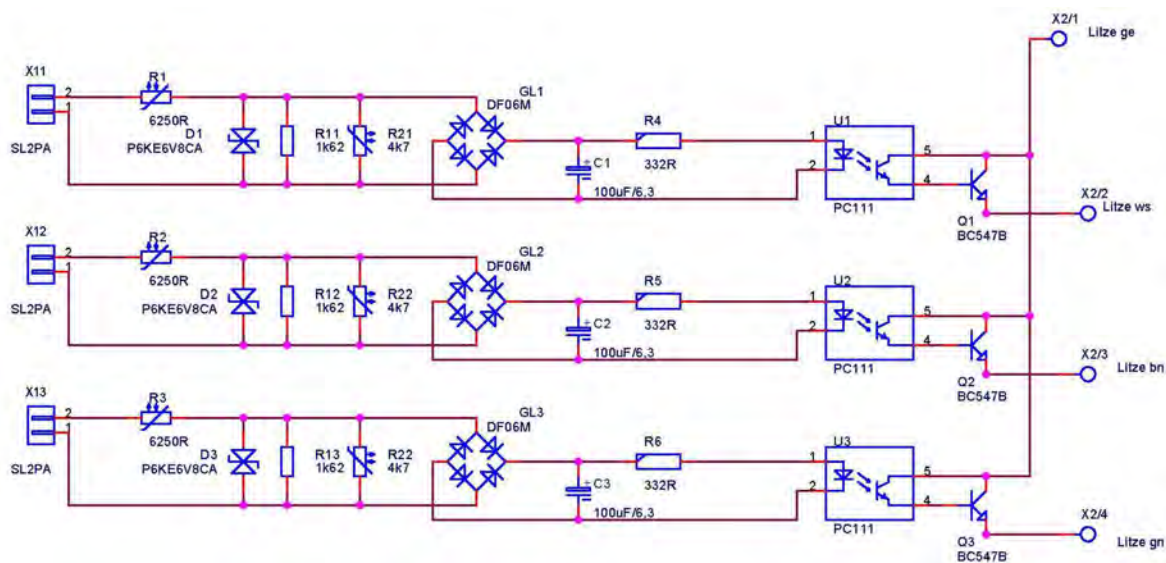 X2/1 Litze ge
X11
R1
GL1
2
DF06M
1
6250R
R4
U1
D1
R11
R21
1
5
P6KE6V8CA
1k62
4k7
SL2PA
332R
2
X2/2
+
C1
4
Litze ws
100uF/6,3
PC111
Q1
BC547B
X12
R2
GL2
2
DF06M
1
6250R
R5
U2
D2
R12
R22
1
5
P6KE6V8CA
1k62
4k7
SL2PA
332R
2
X2/3
+
C2
4
Litze bn
100uF/6,3
PC111
Q2
BC547B
X13
R3
GL3
2
DF06M
1
6250R
R6
U3
D3
R13
R22
1
5
P6KE6V8CA
1k62
4k7
SL2PA
332R
2
X2/4
+
C3
4
Litze gn
100uF/6,3
PC111
Q3
BC547B